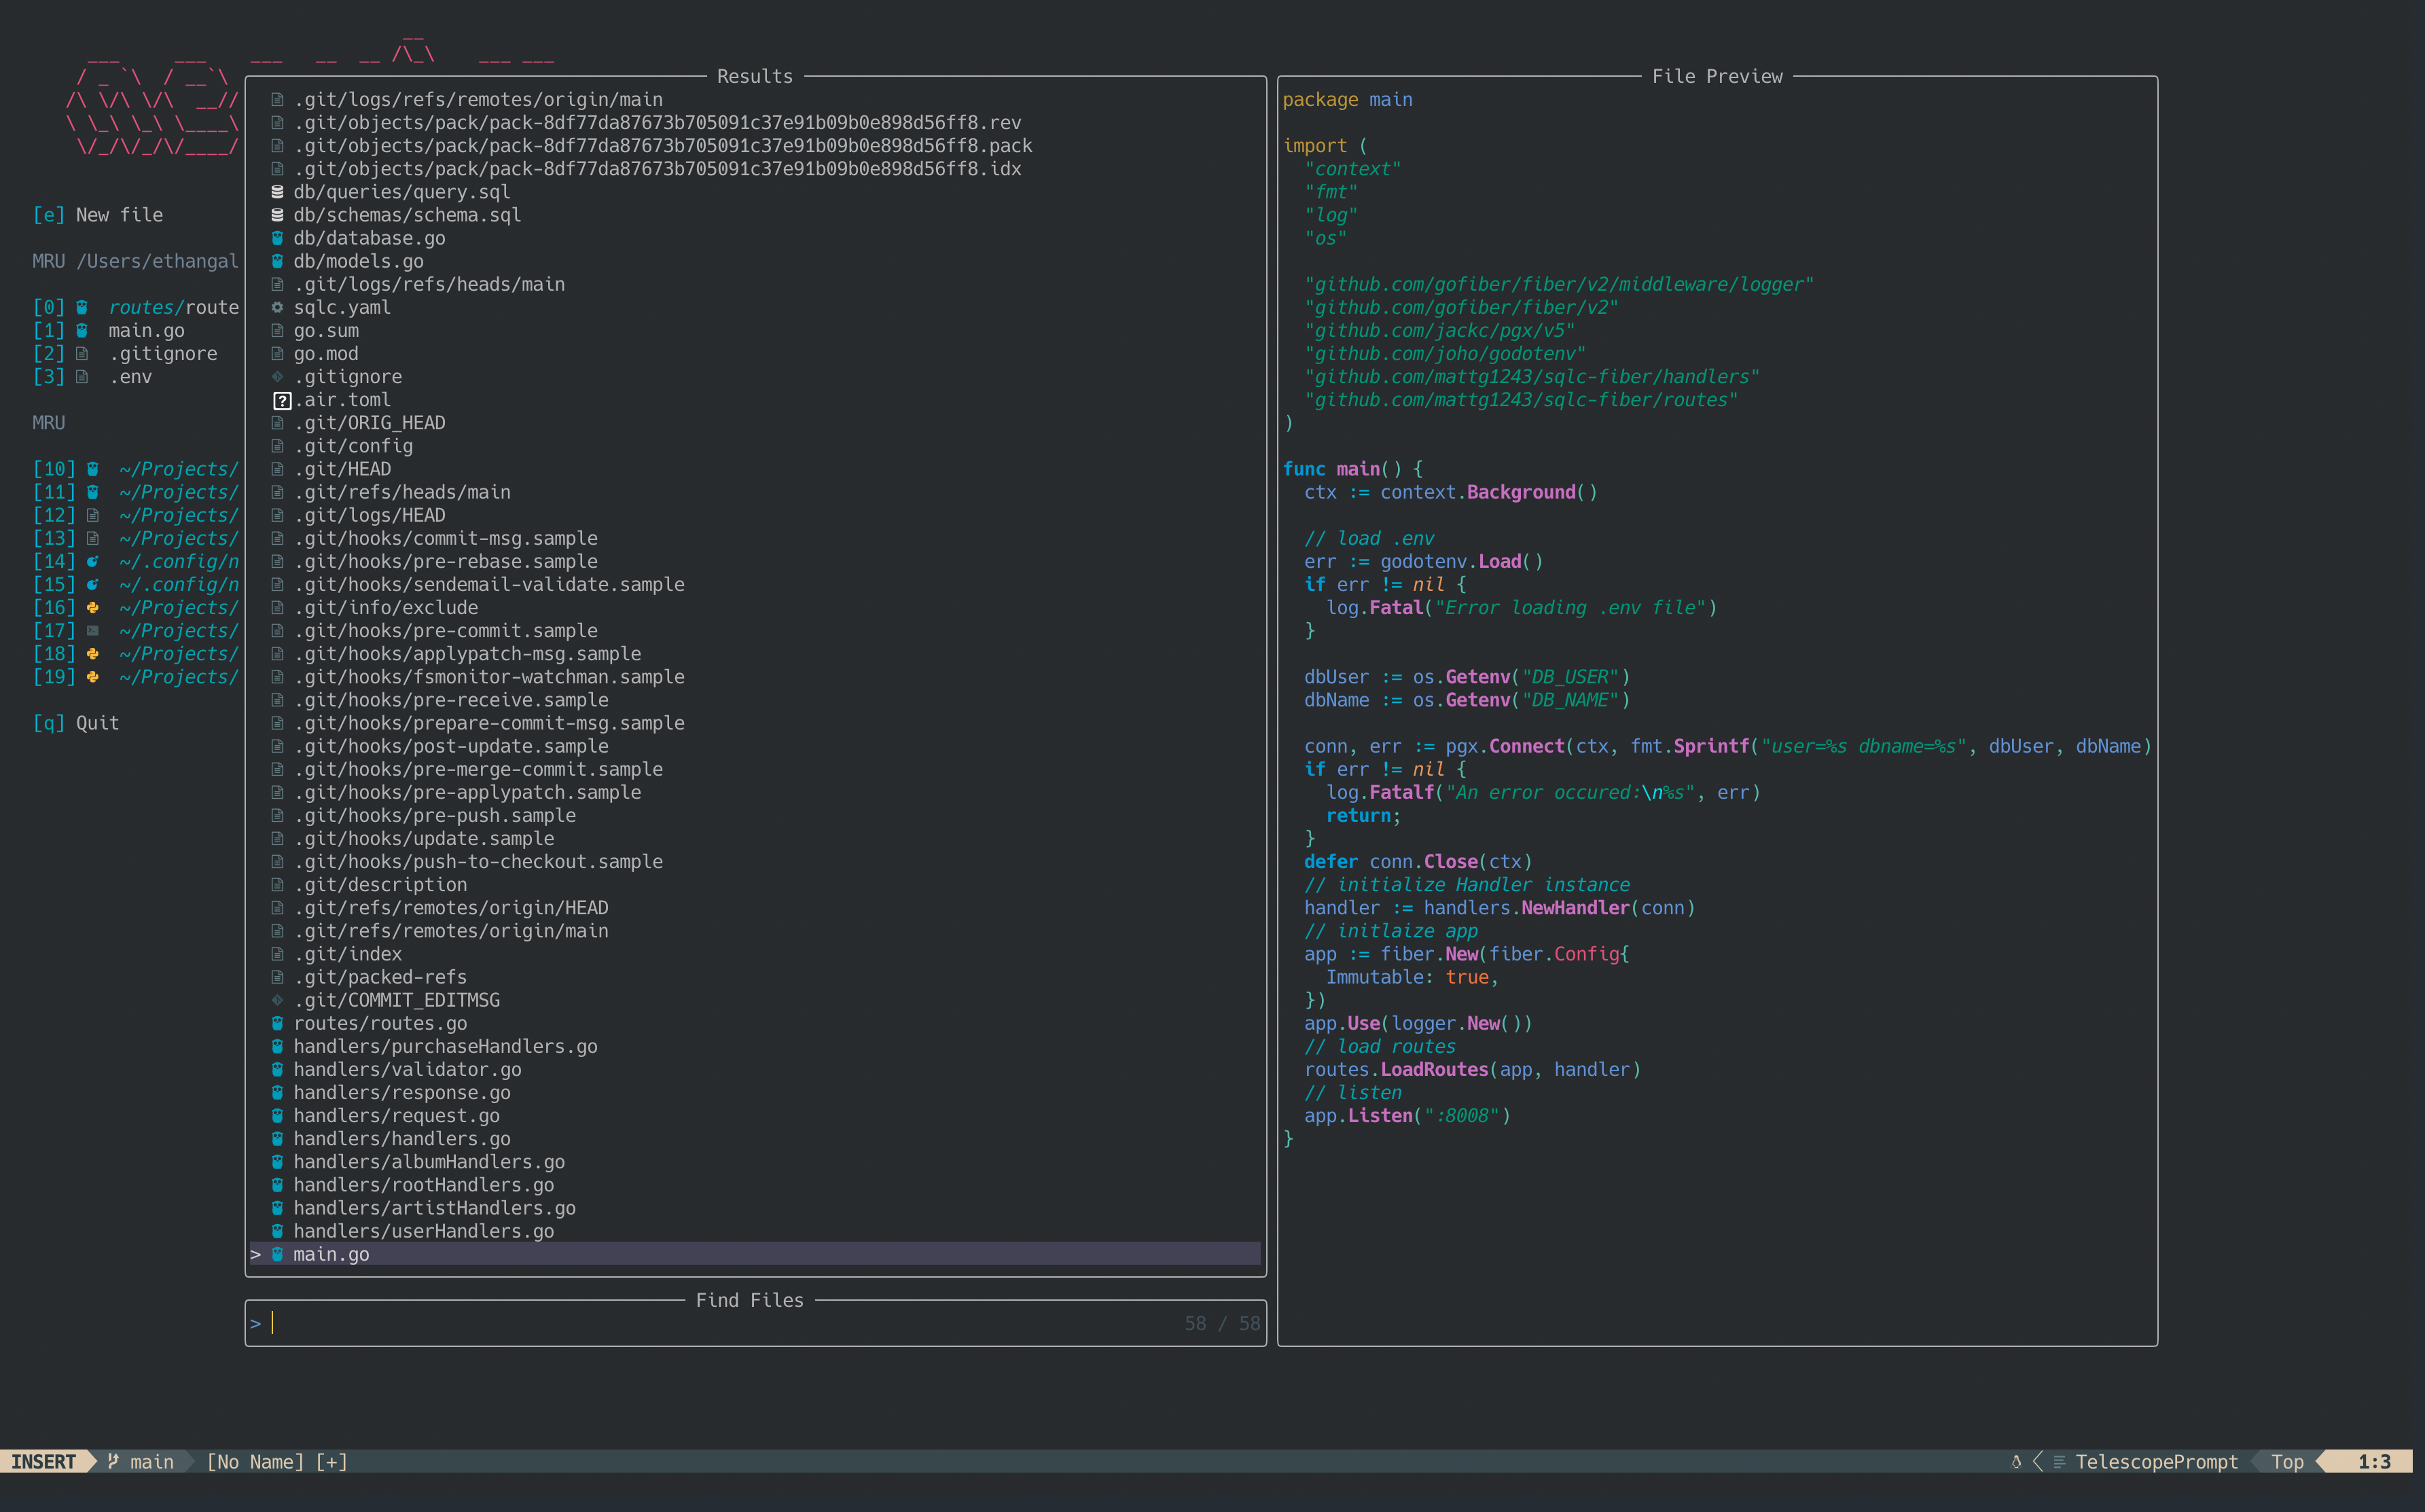 [e] New file
MRU /Users/ethangal
[0] routes/route
[1] main.go
[2] .gitignore
[3] .env
MRU
[10] ~/Projects/
[11] ~/Projects/
[12] ~/Projects/
[13] ~/Projects/
[14] ~/.config/n
[15] ~/.config/n
[16] ~/Projects/
[17] ~/Projects/
[18] ~/Projects/
[19] ~/Projects/
[q] Quit
Results
.git/logs/refs/remotes/origin/main
.git/objects/pack/pack-8df77da87673b705091c37e91b09b0e898d56ff8.rev
.git/objects/pack/pack-8df77da87673b705091c37e91b09b0e898d56ff8.pack
.git/objects/pack/pack-8df77da87673b705091c37e91b09b0e898d56ff8.idx
db/queries/query.sql
db/schemas/schema.sql
db/database.go
db/models.go
.git/logs/refs/heads/main
sqlc.yaml
go.sum
go.mod
.gitignore
.air.toml
.git/ORIG_HEAD
.git/config
.git/HEAD
.git/refs/heads/main
.git/logs/HEAD
.git/hooks/commit-msg.sample
.git/hooks/pre-rebase.sample
.git/hooks/sendemail-validate.sample
.git/info/exclude
.git/hooks/pre-commit.sample
.git/hooks/applypatch-msg.sample
.git/hooks/fsmonitor-watchman.sample
.git/hooks/pre-receive.sample
.git/hooks/prepare-commit-msg.sample
.git/hooks/post-update.sample
.git/hooks/pre-merge-commit.sample
.git/hooks/pre-applypatch.sample
.git/hooks/pre-push.sample
.git/hooks/update.sample
.git/hooks/push-to-checkout.sample
.git/description
.git/refs/remotes/origin/HEAD
.git/refs/remotes/origin/main
.git/index
.git/packed-refs
.git/COMMIT_EDITMSG
routes/routes.go
handlers/purchaseHandlers.go
handlers/validator.go
handlers/response.go
handlers/request.go
handlers/handlers.go
handlers/albumHandlers.go
handlers/rootHandlers.go
handlers/artistHandlers.go
handlers/userHandlers.go
> main.go
Find Files
> 58 / 58
File Preview
package main
import (
"context"
"fmt"
"log"
"os"
"github.com/gofiber/fiber/v2/middleware/logger"
"github.com/gofiber/fiber/v2"
"github.com/jackc/pgx/v5"
"github.com/joho/godotenv"
"github.com/mattg1243/sqlc-fiber/handlers"
"github.com/mattg1243/sqlc-fiber/routes"
)
func main() {
ctx := context.Background()
// load .env
err := godotenv.Load()
if err != nil {
log.Fatal("Error loading .env file")
}
dbUser := os.Getenv("DB_USER")
dbName := os.Getenv("DB_NAME")
conn, err := pgx.Connect(ctx, fmt.Sprintf("user=%s dbname=%s", dbUser, dbName)
if err != nil {
log.Fatalf("An error occured:\n%s", err)
return;
}
defer conn.Close(ctx)
// initialize Handler instance
handler := handlers.NewHandler(conn)
// initlaize app
app := fiber.New(fiber.Config{
Immutable: true,
})
app.Use(logger.New())
// load routes
routes.LoadRoutes(app, handler)
// listen
app.Listen(":8008")
}
INSERT main [No Name] [+] TelescopePrompt Top 1:3